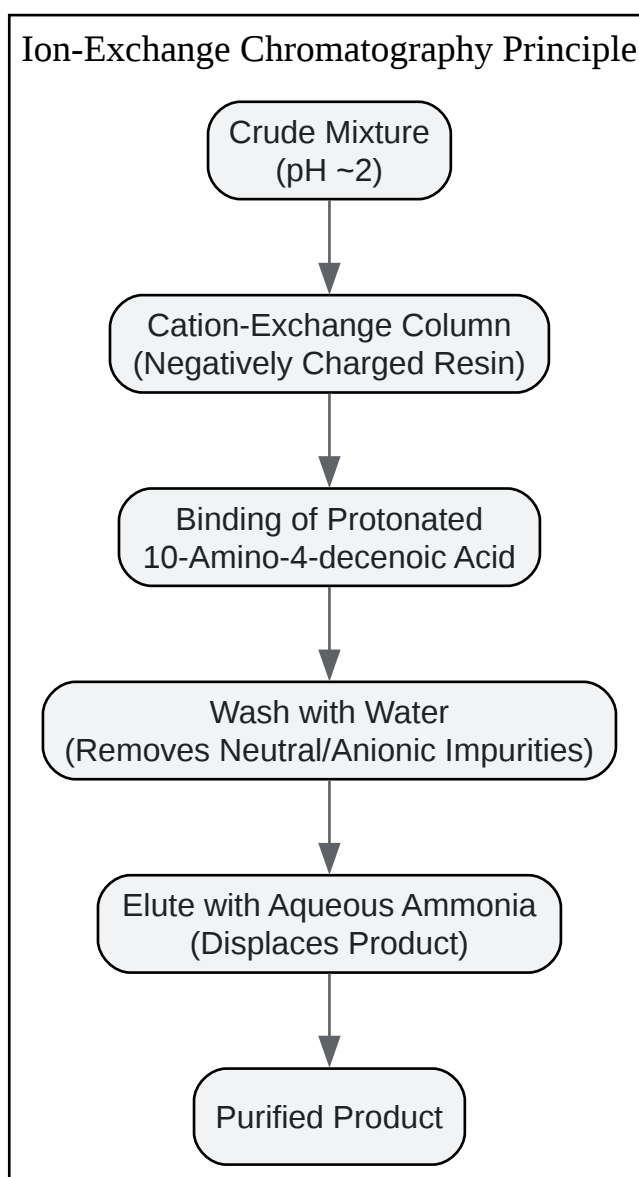 Ion-Exchange Chromatography Principle
Crude Mixture
(pH ~2)
Cation-Exchange Column
(Negatively Charged Resin)
Binding of Protonated
10-Amino-4-decenoic Acid
Wash with Water
(Removes Neutral/Anionic Impurities)
Elute with Aqueous Ammonia
(Displaces Product)
Purified Product